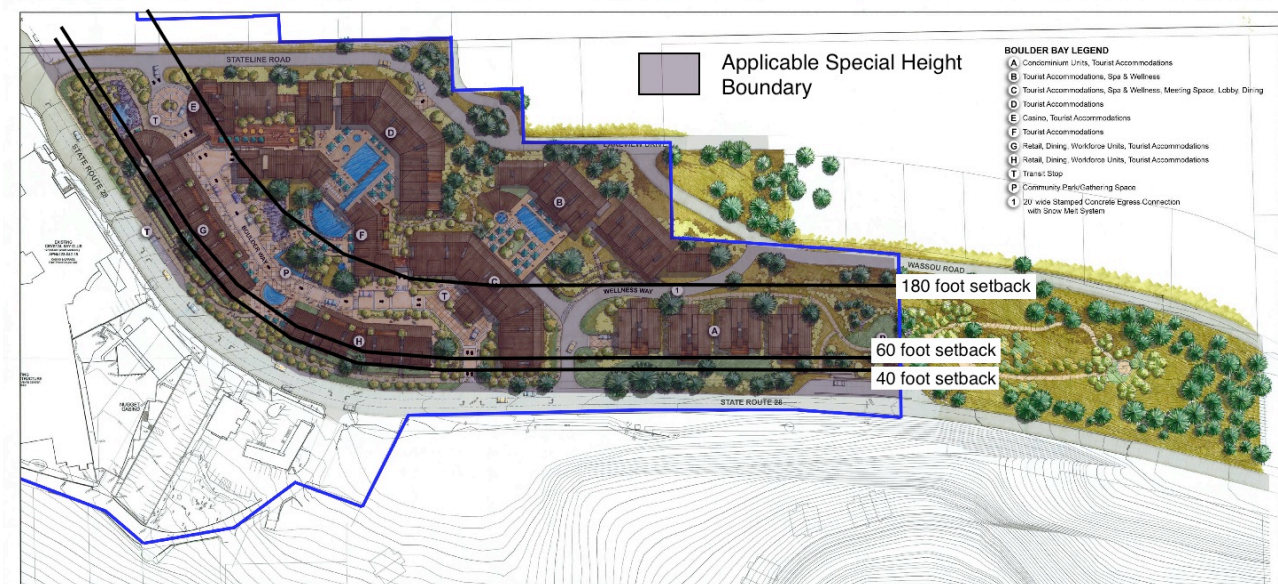 Applicable Special Height
Boundary
BOULDER BAY LEGEND
A Condominium Units, Tourist Accommodations
B Tourist Accommodations, Spa & Wellness
C Tourist Accommodations, Spa & Wellness, Meeting Space, Lobby, Dining
D Tourist Accommodations
E Casino, Tourist Accommodations
F Tourist Accommodations
G Retail, Dining, Workforce Units, Tourist Accommodations
H Retail, Dining, Workforce Units, Tourist Accommodations
T Transit Stop
P Community Park/Gathering Space
1 20' wide Stamped Concrete Egress Connection
with Snow Melt System
STATELINE ROAD
LAKEVIEW DRIVE
STATE ROUTE 28
E
T
D
B
T
G
BOULDER WAY
F
P
C
T
WELLNESS WAY
1
WASSOU ROAD
180 foot setback
A
H
60 foot setback
40 foot setback
STATE ROUTE 28
NUGGET
CASINO